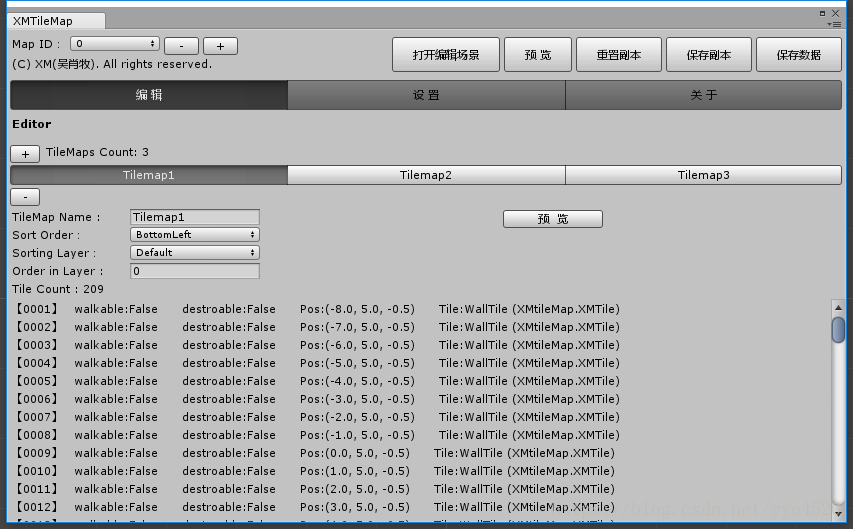 XMTileMap
Map ID : 0 - +
(C) XM(吴肖牧). All rights reserved.
打开编辑场景 预 览 重置副本 保存副本 保存数据
编 辑 设 置 关 于
Editor
+ TileMaps Count: 3
Tilemap1 Tilemap2 Tilemap3
-
TileMap Name : Tilemap1 预 览
Sort Order : BottomLeft
Sorting Layer : Default
Order in Layer : 0
Tile Count : 209
【0001】 walkable:False destroable:False Pos:(-8.0, 5.0, -0.5) Tile:WallTile (XMtileMap.XMTile)
【0002】 walkable:False destroable:False Pos:(-7.0, 5.0, -0.5) Tile:WallTile (XMtileMap.XMTile)
【0003】 walkable:False destroable:False Pos:(-6.0, 5.0, -0.5) Tile:WallTile (XMtileMap.XMTile)
【0004】 walkable:False destroable:False Pos:(-5.0, 5.0, -0.5) Tile:WallTile (XMtileMap.XMTile)
【0005】 walkable:False destroable:False Pos:(-4.0, 5.0, -0.5) Tile:WallTile (XMtileMap.XMTile)
【0006】 walkable:False destroable:False Pos:(-3.0, 5.0, -0.5) Tile:WallTile (XMtileMap.XMTile)
【0007】 walkable:False destroable:False Pos:(-2.0, 5.0, -0.5) Tile:WallTile (XMtileMap.XMTile)
【0008】 walkable:False destroable:False Pos:(-1.0, 5.0, -0.5) Tile:WallTile (XMtileMap.XMTile)
【0009】 walkable:False destroable:False Pos:(0.0, 5.0, -0.5) Tile:WallTile (XMtileMap.XMTile)
【0010】 walkable:False destroable:False Pos:(1.0, 5.0, -0.5) Tile:WallTile (XMtileMap.XMTile)
【0011】 walkable:False destroable:False Pos:(2.0, 5.0, -0.5) Tile:WallTile (XMtileMap.XMTile)
【0012】 walkable:False destroable:False Pos:(3.0, 5.0, -0.5) Tile:WallTile (XMtileMap.XMTile)